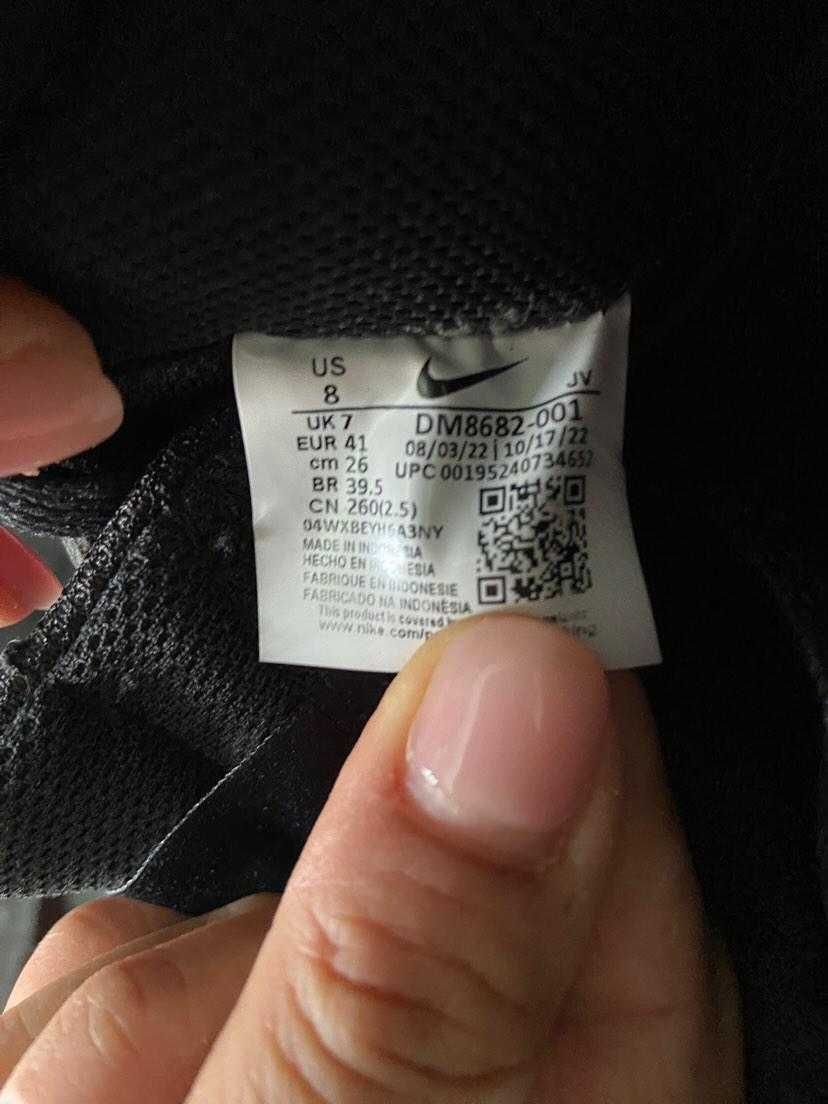 US
8
JV
UK 7
DM8682-001
EUR 41
08/03/22 | 10/17/22
cm 26
UPC 00195240734652
BR 39.5
CN 260(2.5)
04WXBEYH6A3NY
MADE IN INDONESIA
HECHO EN INDONESIA
FABRIQUE EN INDONESIE
FABRICADO NA INDONÉSIA
This product is covered
www.nike.com/p